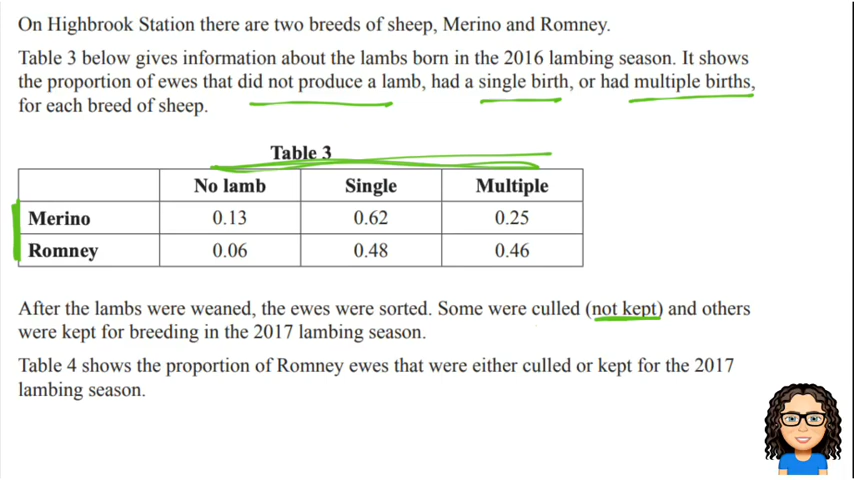 On Highbrook Station there are two breeds of sheep, Merino and Romney.
Table 3 below gives information about the lambs born in the 2016 lambing season. It shows
the proportion of ewes that did not produce a lamb, had a single birth, or had multiple births,
for each breed of sheep.
Table 3
No lamb Single Multiple
Merino 0.13 0.62 0.25
Romney 0.06 0.48 0.46
After the lambs were weaned, the ewes were sorted. Some were culled (not kept) and others
were kept for breeding in the 2017 lambing season.
Table 4 shows the proportion of Romney ewes that were either culled or kept for the 2017
lambing season.